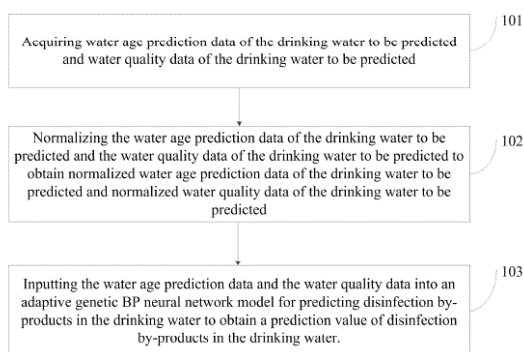 101
Acquiring water age prediction data of the drinking water to be predicted
and water quality data of the drinking water to be predicted
102
Normalizing the water age prediction data of the drinking water to be
predicted and the water quality data of the drinking water to be predicted to
obtain normalized water age prediction data of the drinking water to be
predicted and normalized water quality data of the drinking water to be
predicted
103
Inputting the water age prediction data and the water quality data into an
adaptive genetic BP neural network model for predicting disinfection by-
products in the drinking water to obtain a prediction value of disinfection
by-products in the drinking water.